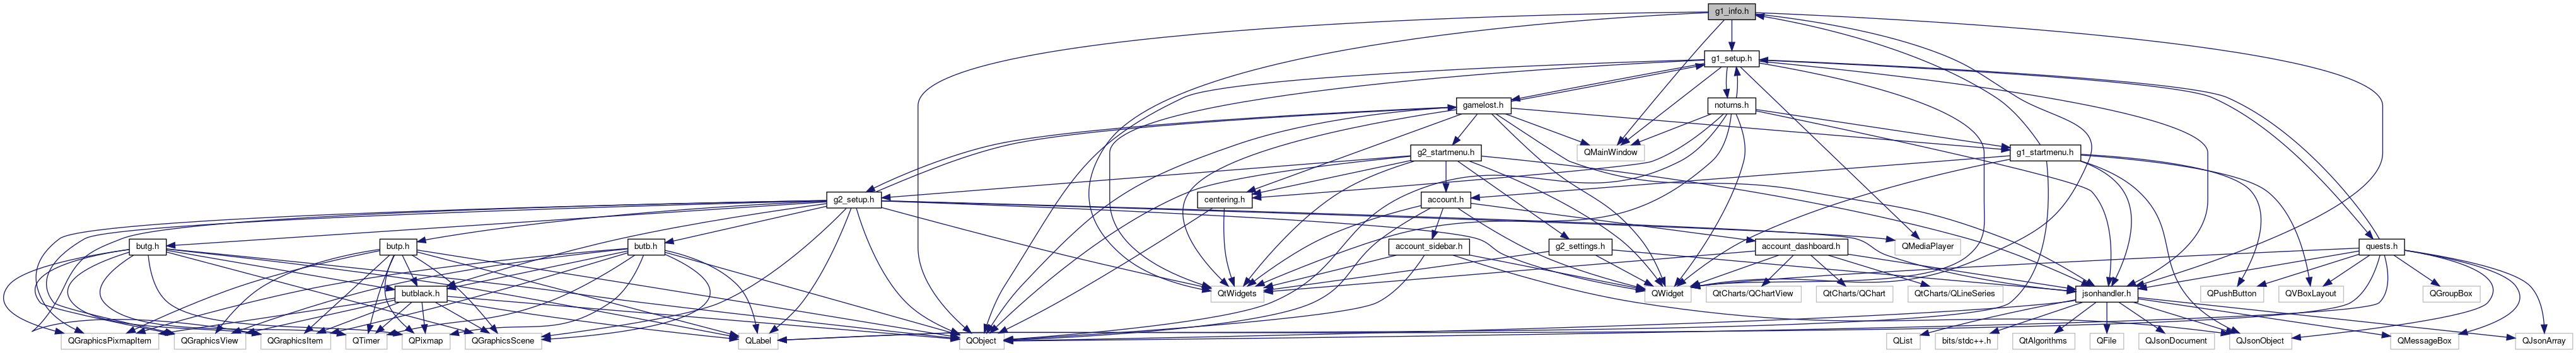 g1_info.h
g1_setup.h
gamelost.h
noturns.h
QMainWindow
g2_startmenu.h
g1_startmenu.h
g2_setup.h
centering.h
account.h
butg.h
butp.h
butb.h
account_sidebar.h
g2_settings.h
account_dashboard.h
QMediaPlayer
quests.h
butblack.h
QtWidgets
QWidget
QtCharts/QChartView
QtCharts/QChart
QtCharts/QLineSeries
jsonhandler.h
QPushButton
QVBoxLayout
QGroupBox
QGraphicsPixmapItem
QGraphicsView
QGraphicsItem
QTimer
QPixmap
QGraphicsScene
QLabel
QObject
QList
bits/stdc++.h
QtAlgorithms
QFile
QJsonDocument
QJsonObject
QMessageBox
QJsonArray